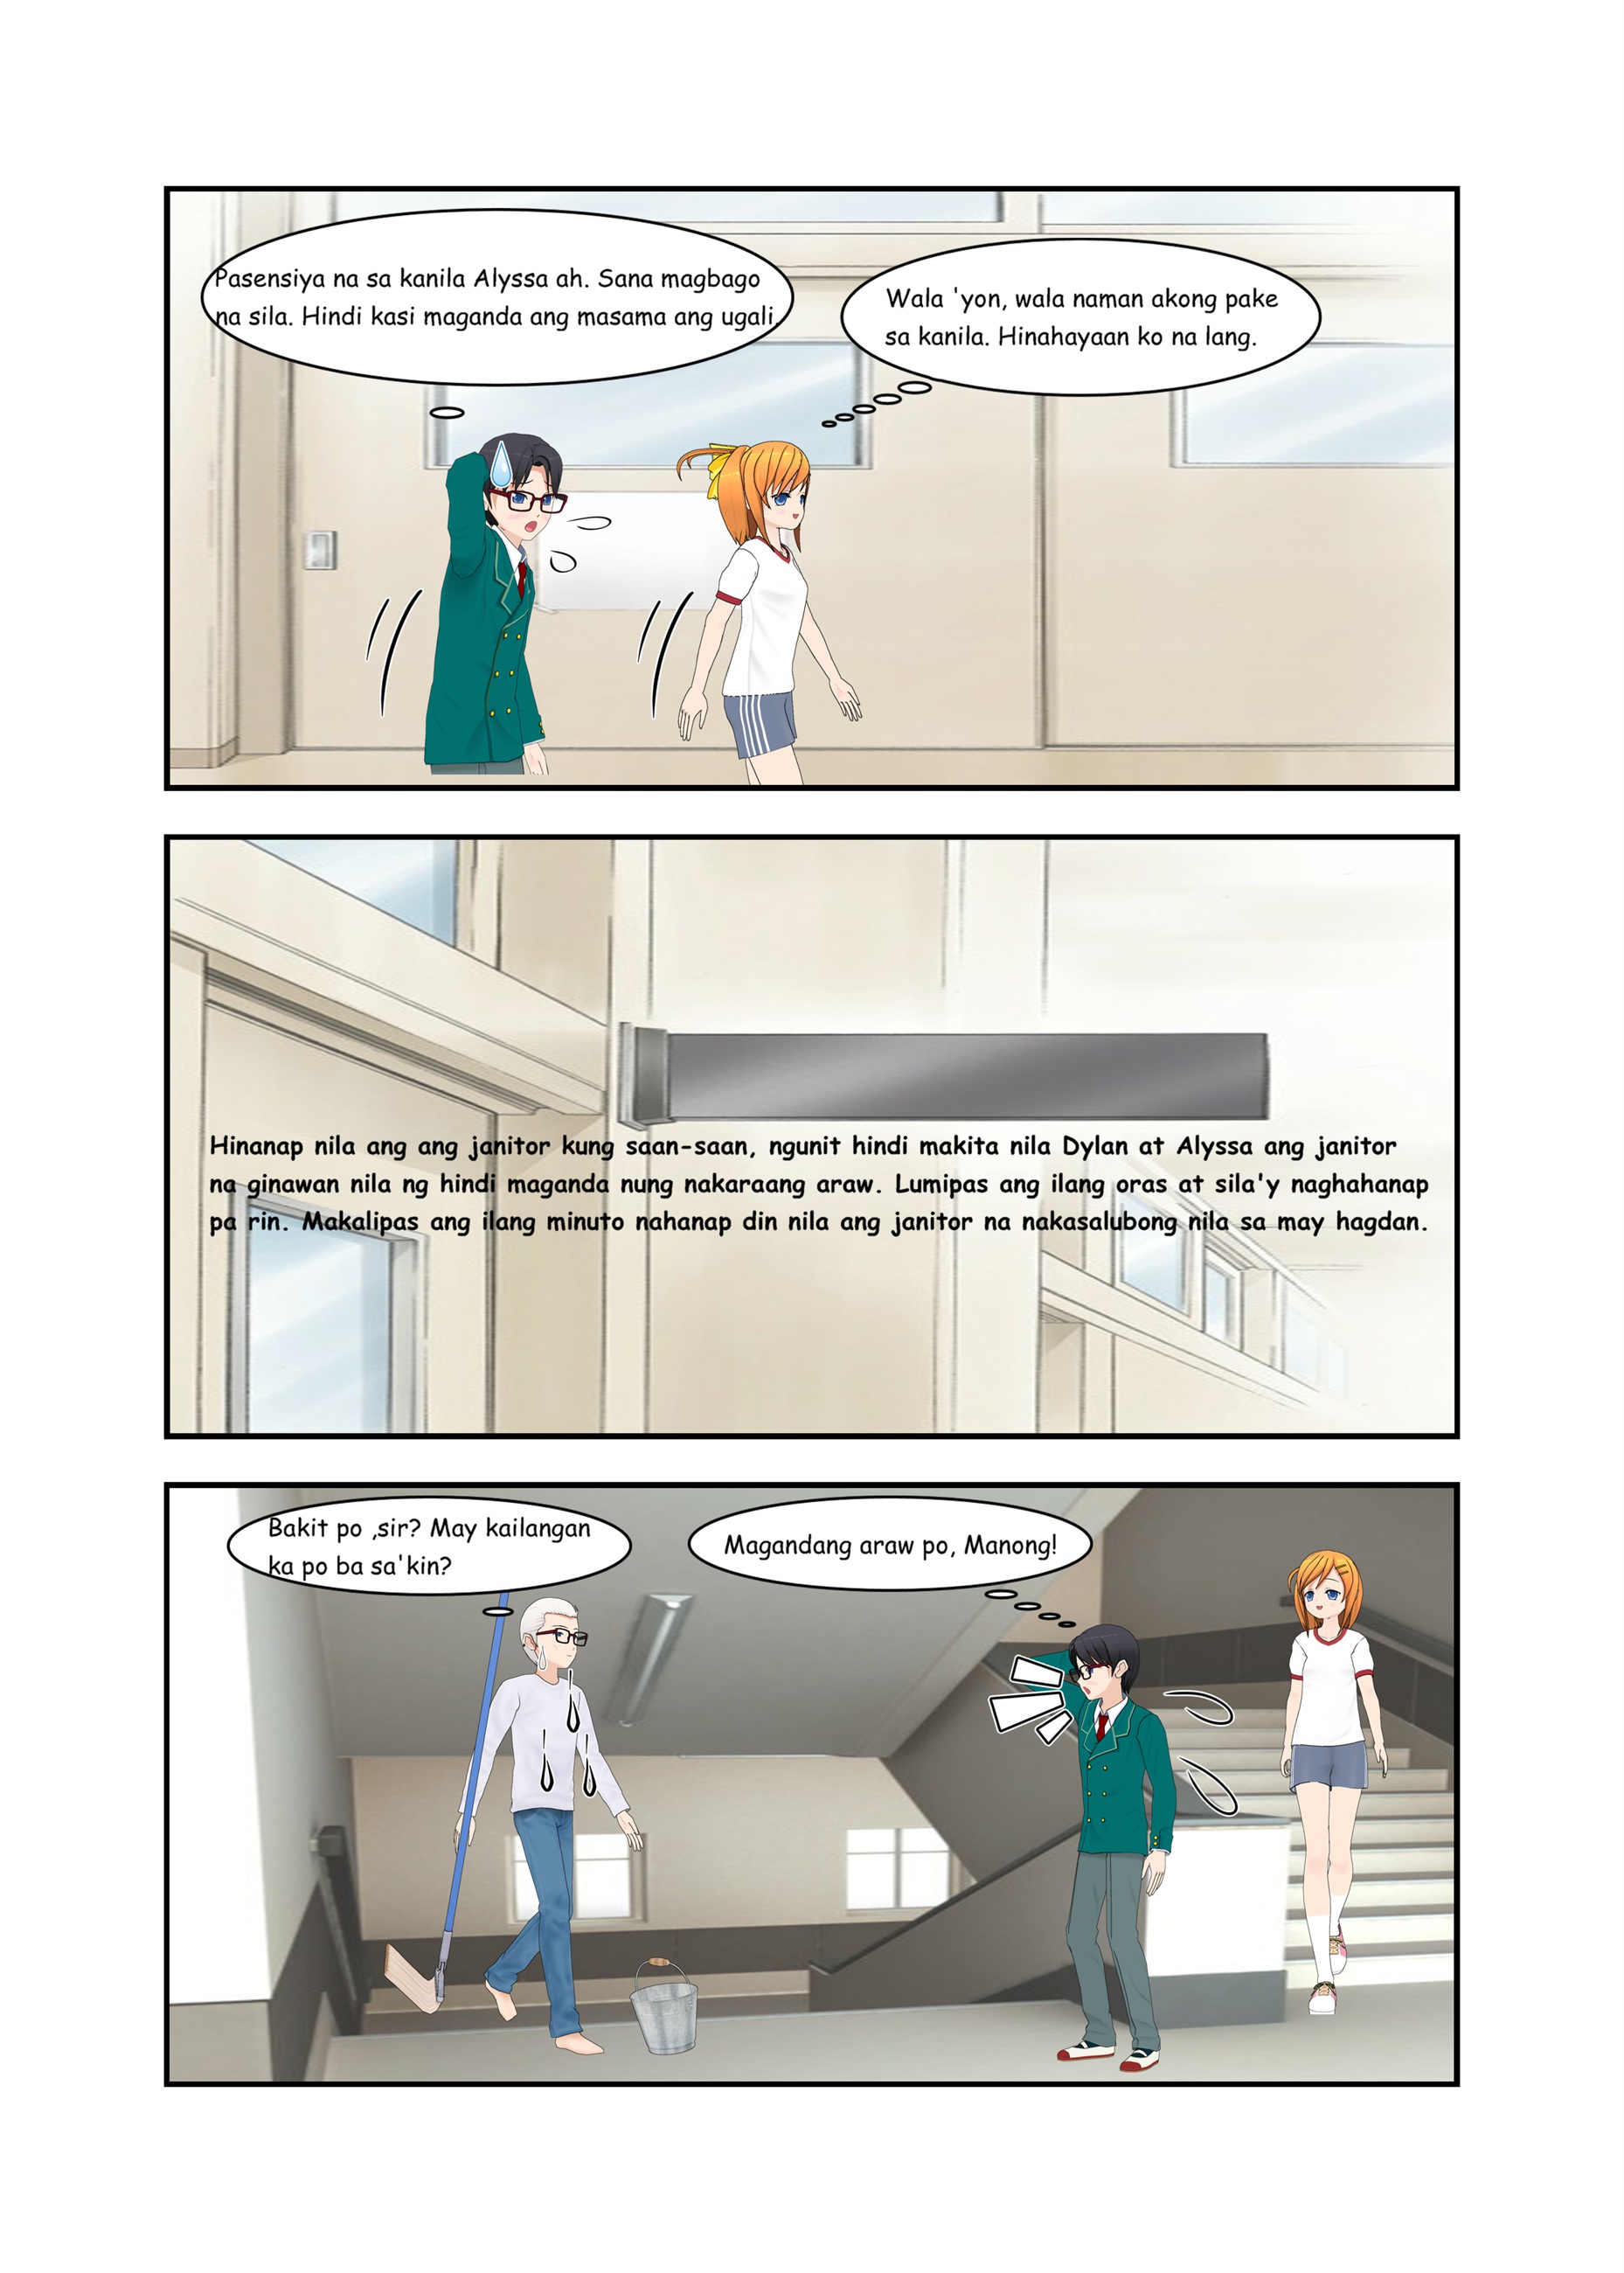 Pasensiya na sa kanila Alyssa ah. Sana magbago
na sila. Hindi kasi maganda ang masama ang ugali.
Wala 'yon, wala naman akong pake
sa kanila. Hinahayaan ko na lang.
Hinanap nila ang ang janitor kung saan-saan, ngunit hindi makita nila Dylan at Alyssa ang janitor
na ginawan nila ng hindi maganda nung nakaraang araw. Lumipas ang ilang oras at sila'y naghahanap
pa rin. Makalipas ang ilang minuto nahanap din nila ang janitor na nakasalubong nila sa may hagdan.
Bakit po ,sir? May kailangan
ka po ba sa'kin?
Magandang araw po, Manong!